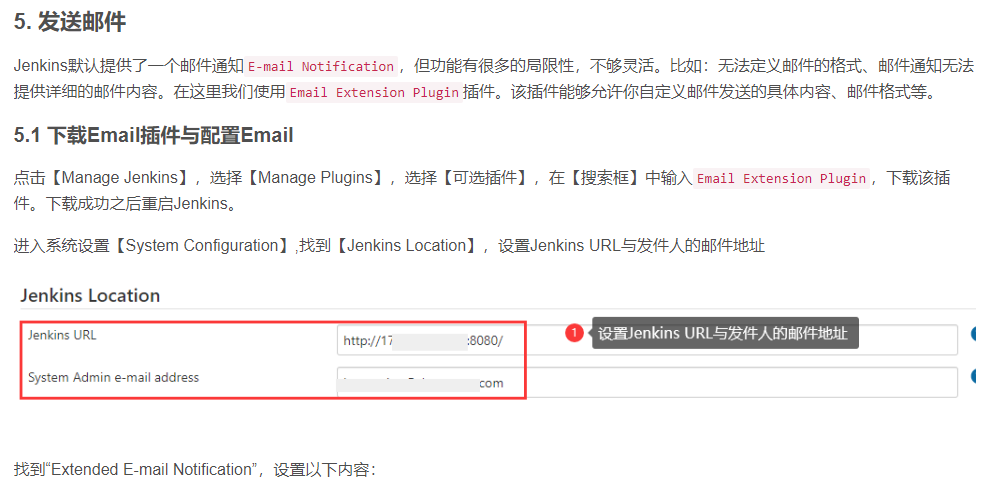 5. 发送邮件
Jenkins默认提供了一个邮件通知 E-mail Notification，但功能有很多的局限性，不够灵活。比如：无法定义邮件的格式、邮件通知无法
提供详细的邮件内容。在这里我们使用 Email Extension Plugin 插件。该插件能够允许你自定义邮件发送的具体内容、邮件格式等。
5.1 下载Email插件与配置Email
点击【Manage Jenkins】，选择【Manage Plugins】，选择【可选插件】，在【搜索框】中输入 Email Extension Plugin，下载该插
件。下载成功之后重启Jenkins。
进入系统设置【System Configuration】,找到【Jenkins Location】，设置Jenkins URL与发件人的邮件地址
Jenkins Location
Jenkins URL
http://17 :8080/
1 设置Jenkins URL与发件人的邮件地址
System Admin e-mail address
com
找到“Extended E-mail Notification”，设置以下内容：